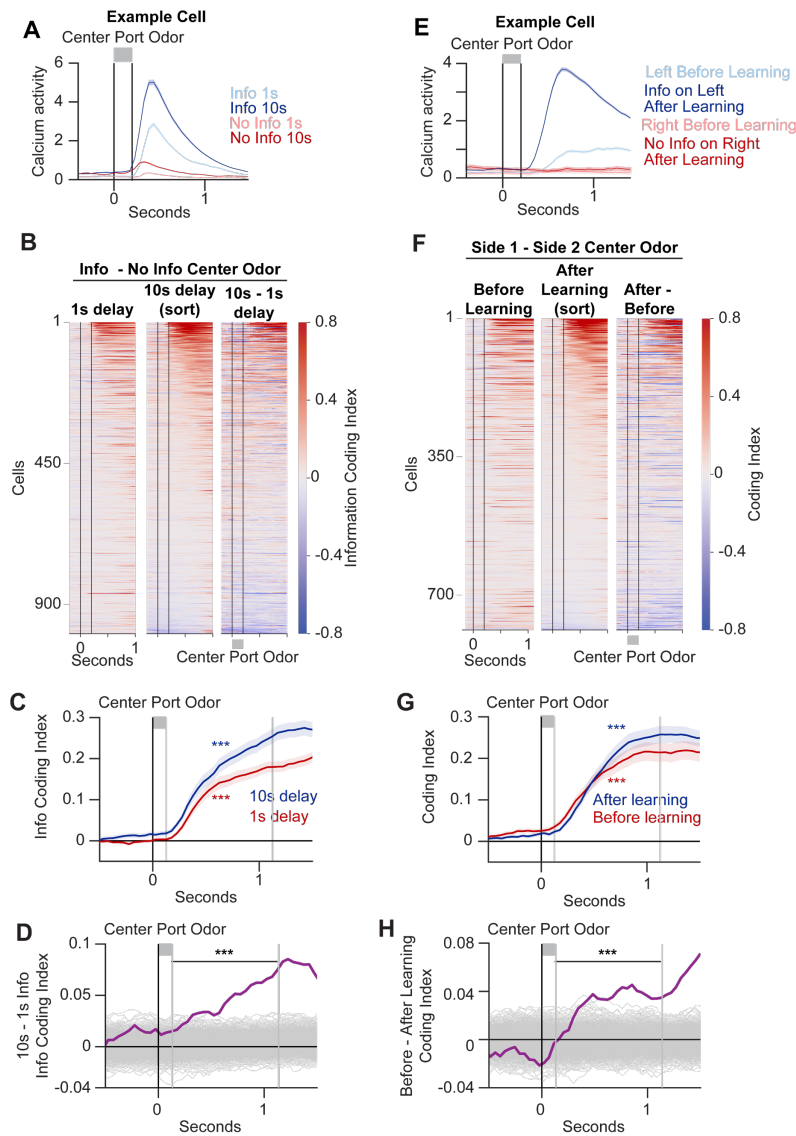 A
Example Cell
Center Port Odor
Calcium activity
6
4
2
0
0
1
Seconds
Info 1s
Info 10s
No Info 1s
No Info 10s
E
Example Cell
Center Port Odor
Calcium activity
4
2
0
0
1
Seconds
Left Before Learning
Info on Left
After Learning
Right Before Learning
No Info on Right
After Learning
B
Info - No Info Center Odor
1s delay
10s delay
(sort)
10s - 1s
delay
1
450
900
Cells
0
1
Seconds
Center Port Odor
0.8
0.4
0
-0.4
-0.8
Information Coding Index
F
Side 1 - Side 2 Center Odor
Before
Learning
After
Learning
(sort)
After -
Before
1
350
700
Cells
0
1
Seconds
Center Port Odor
0.8
0.4
0
-0.4
-0.8
Coding Index
C
Center Port Odor
Info Coding Index
0.3
0.2
0.1
0
***
***
10s delay
1s delay
0
1
Seconds
G
Center Port Odor
Coding Index
0.3
0.2
0.1
0
***
***
After learning
Before learning
0
1
Seconds
D
Center Port Odor
10s - 1s Info
Info Coding Index
0.1
0.05
0
-0.04
***
0
1
Seconds
H
Center Port Odor
Before - After Learning
Coding Index
0.08
0.04
0
-0.04
***
0
1
Seconds